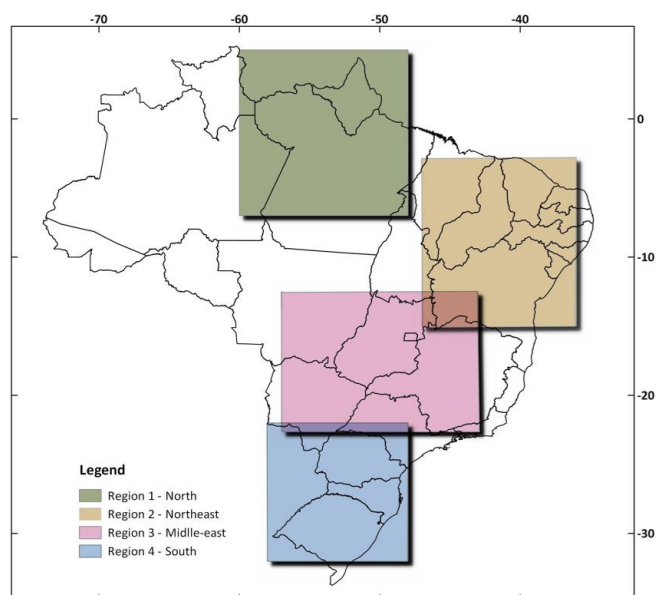 -70 -60 -50 -40
0
-10
-20
-30
Legend
Region 1 - North
Region 2 - Northeast
Region 3 - Midlle-east
Region 4 - South